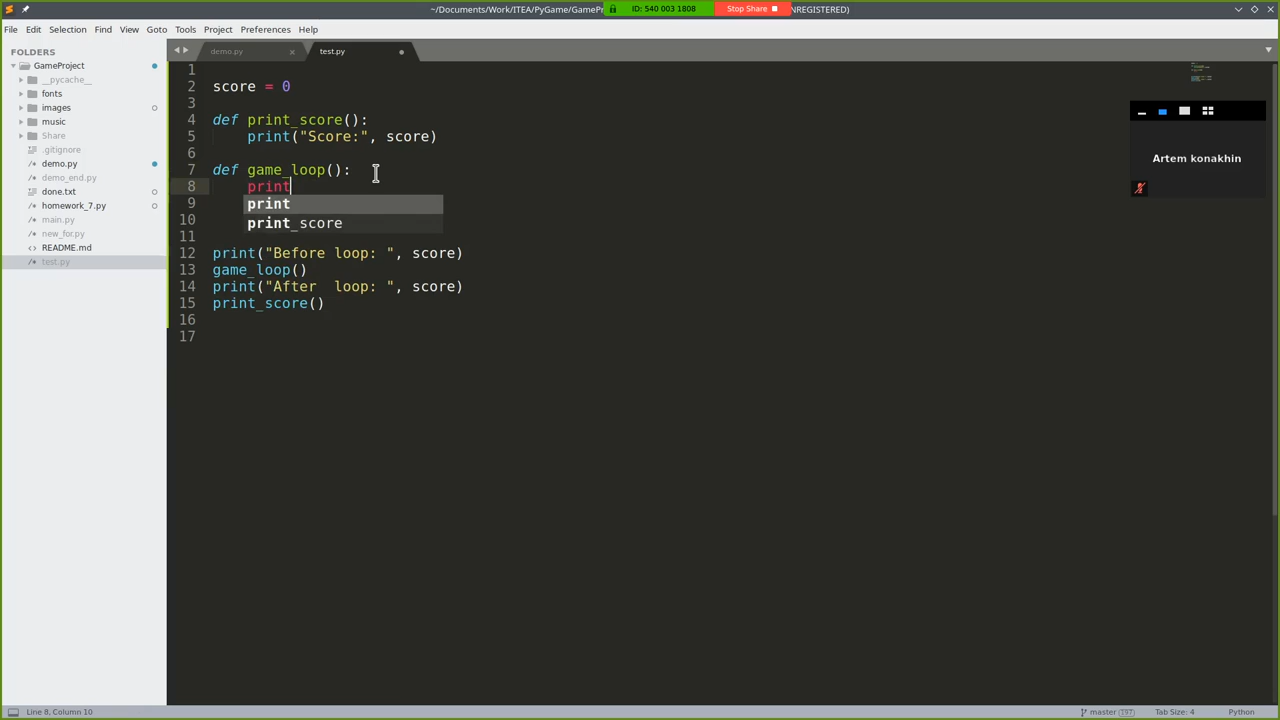 ~/Documents/Work/ITEA/PyGame/GamePr
ID: 540 003 1808
Stop Share
NREGISTERED)
File Edit Selection Find View Goto Tools Project Preferences Help
FOLDERS
GameProject
__pycache__
fonts
images
music
Share
.gitignore
demo.py
demo_end.py
done.txt
homework_7.py
main.py
new_for.py
README.md
test.py
demo.py
test.py
1
2 score = 0
3
4 def print_score():
5 print("Score:", score)
6
7 def game_loop():
8 print
9 print
10 print_score
11
12 print("Before loop: ", score)
13 game_loop()
14 print("After  loop: ", score)
15 print_score()
16
17
Artem konakhin
Line 8, Column 10
master 197
Tab Size: 4
Python